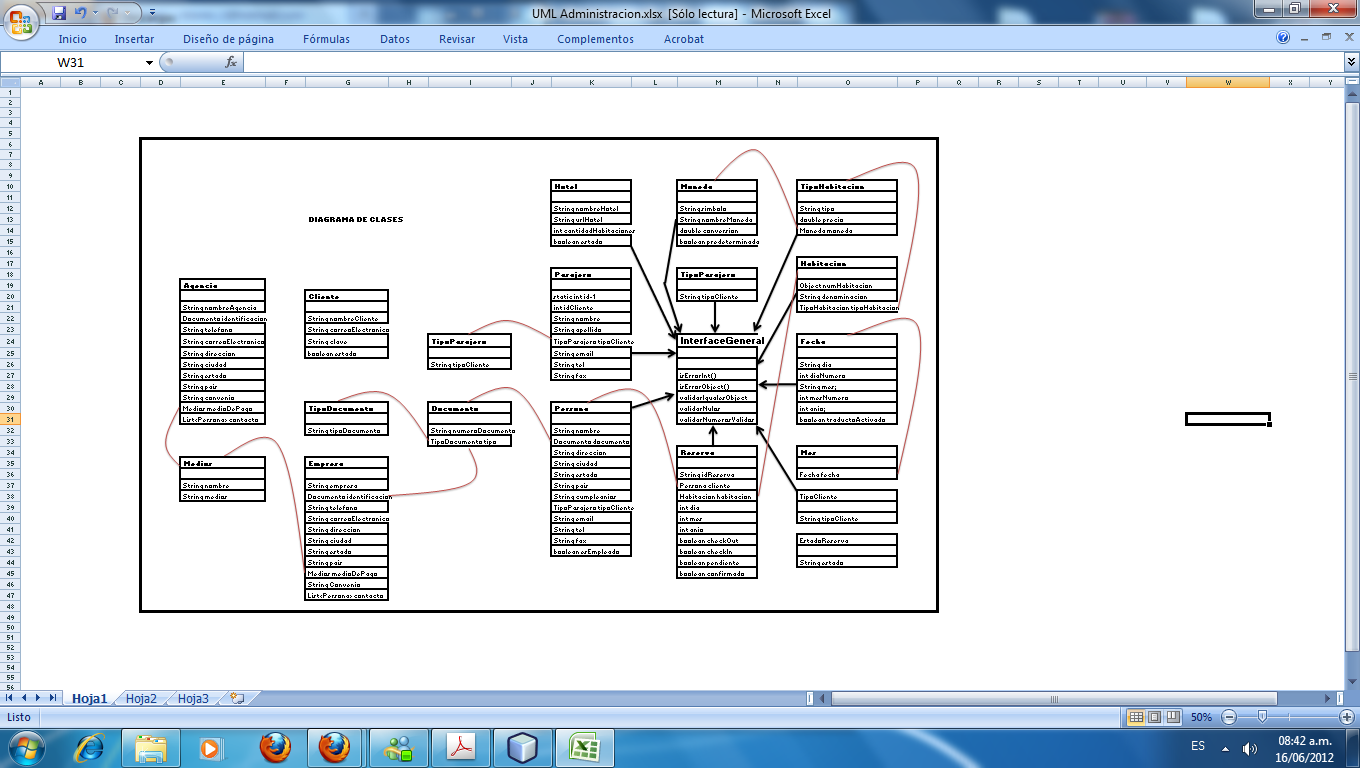 UML Administracion.xlsx [Sólo lectura] - Microsoft Excel
Inicio Insertar Diseño de página Fórmulas Datos Revisar Vista Complementos Acrobat
W31 fx
A B C D E F G H I J K L M N O P Q R S T U V W X Y
DIAGRAMA DE CLASES
Hotel
String nombreHotel
String urlHotel
int cantidadHabitaciones
boolean estado
Moneda
String simbolo
String nombreMoneda
double conversion
boolean predeterminado
TipoHabitacion
String tipo
double precio
Moneda moneda
Habitacion
Object numHabitacion
String denominacion
TipoHabitacion tipoHabitacion
Pasajero
static int id=1
int idCliente
String nombre
String apellido
TipoPasajero tipoCliente
String email
String tel
String fax
TipoPasajero
String tipoCliente
Agencia
String nombreAgencia
Documento identificacion
String telefono
String correoElectronico
String direccion
String ciudad
String estado
String pais
String convenio
Medios medioDePago
List<Persona> contacto
Cliente
String nombreCliente
String correoElectronico
String clave
boolean estado
TipoPasajero
String tipoCliente
InterfaceGeneral
isErrorInt()
isErrorObject()
validarIgualesObject
validarNulos
validarNumerosValidos
Fecha
String dia
int diaNumero
String mes;
int mesNumero
int anio;
boolean traductoActivado
TipoDocumento
String tipoDocumento
Documento
String numeroDocumento
TipoDocumento tipo
Persona
String nombre
Documento documento
String direccion
String ciudad
String estado
String pais
String cumpleanios
TipoPasajero tipoCliente
String email
String tel
String fax
boolean esEmpleado
Medios
String nombre
String medios
Empresa
String empresa
Documento identificacion
String telefono
String correoElectronico
String direccion
String ciudad
String estado
String pais
Medios medioDePago
String Convenio
List<Persona> contacto
Reserva
String idReserva
Persona cliente
Habitacion habitacion
int dia
int mes
int anio
boolean checkOut
boolean checkIn
boolean pendiente
boolean confirmada
Mes
Fecha fecha
TipoCliente
String tipoCliente
EstadoReserva
String estado
Hoja1 Hoja2 Hoja3
Listo 50%
ES 08:42 a.m.
16/06/2012